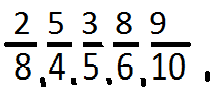 2/8, 5/4, 3/5, 8/6, 9/10,